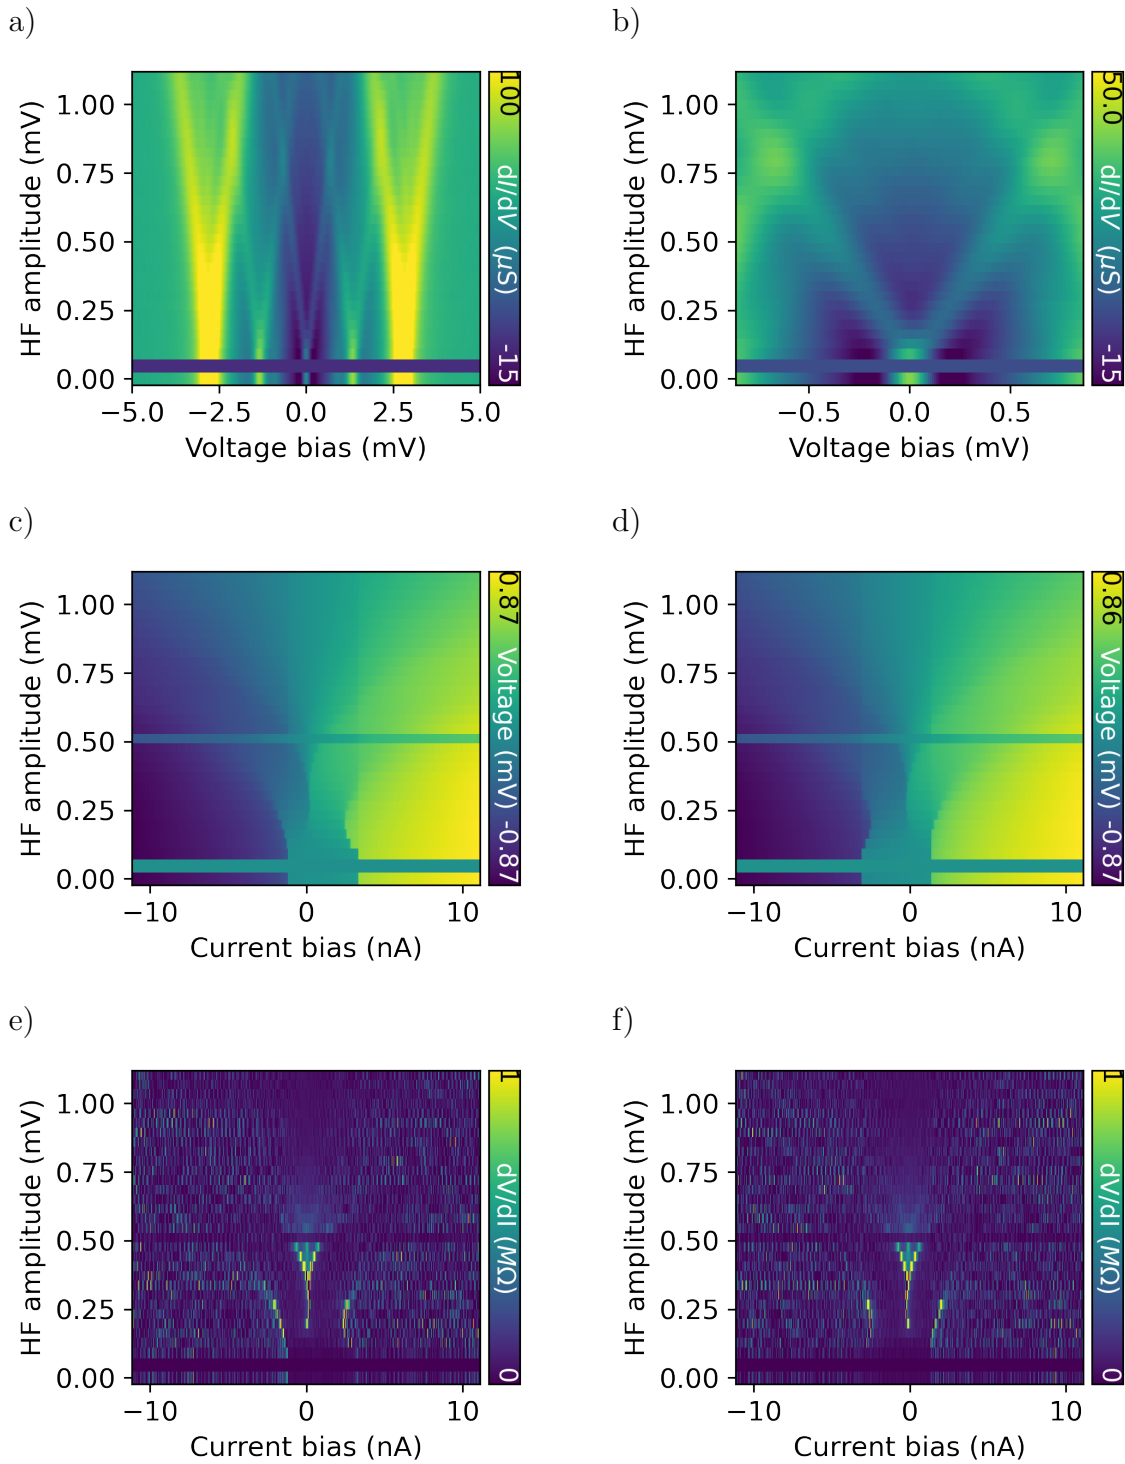 a)
HF amplitude (mV)
1.00
0.75
0.50
0.25
0.00
−5.0 −2.5 0.0 2.5 5.0
Voltage bias (mV)
100
dI/dV (μS)
-15
b)
HF amplitude (mV)
1.00
0.75
0.50
0.25
0.00
−0.5 0.0 0.5
Voltage bias (mV)
50.0
dI/dV (μS)
-15
c)
HF amplitude (mV)
1.00
0.75
0.50
0.25
0.00
−10 0 10
Current bias (nA)
0.87
Voltage (mV)
-0.87
d)
HF amplitude (mV)
1.00
0.75
0.50
0.25
0.00
−10 0 10
Current bias (nA)
0.86
Voltage (mV)
-0.87
e)
HF amplitude (mV)
1.00
0.75
0.50
0.25
0.00
−10 0 10
Current bias (nA)
1
dV/dI (MΩ)
0
f)
HF amplitude (mV)
1.00
0.75
0.50
0.25
0.00
−10 0 10
Current bias (nA)
1
dV/dI (MΩ)
0